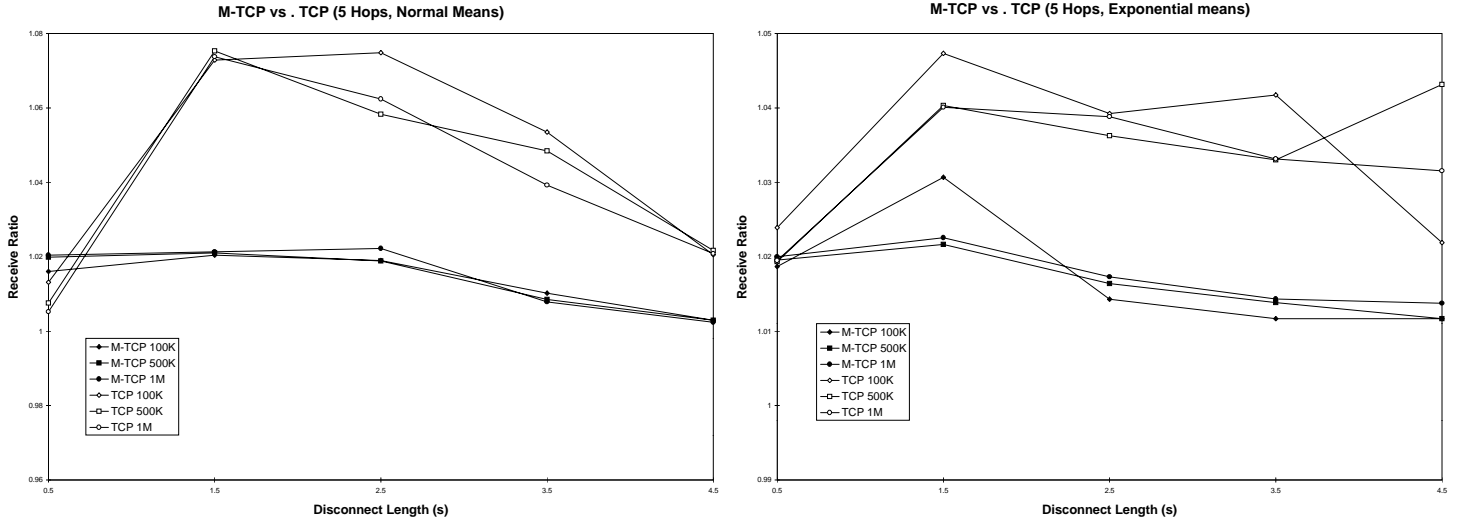 M-TCP vs . TCP (5 Hops, Normal Means)
1.08
1.06
1.04
1.02
1
0.98
0.96
Receive Ratio
M-TCP 100K
M-TCP 500K
M-TCP 1M
TCP 100K
TCP 500K
TCP 1M
0.5
1.5
2.5
3.5
4.5
Disconnect Length (s)
M-TCP vs . TCP (5 Hops, Exponential means)
1.05
1.04
1.03
1.02
1.01
1
0.99
Receive Ratio
M-TCP 100K
M-TCP 500K
M-TCP 1M
TCP 100K
TCP 500K
TCP 1M
0.5
1.5
2.5
3.5
4.5
Disconnect Length (s)